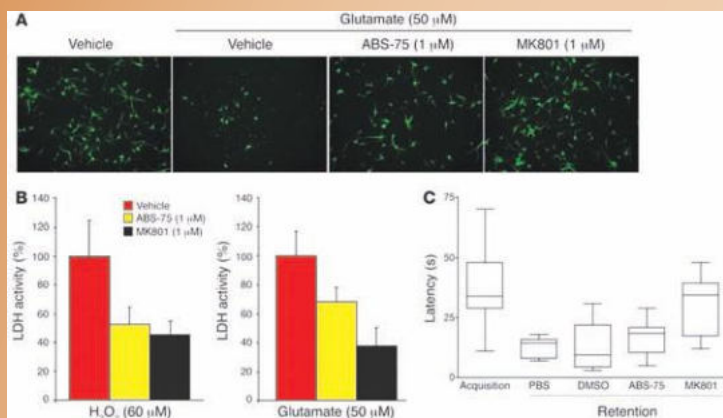 A
Glutamate (50 µM)
Vehicle
Vehicle
ABS-75 (1 µM)
MK801 (1 µM)
B
140
120
100
80
60
40
20
0
LDH activity (%)
Vehicle
ABS-75 (1 µM)
MK801 (1 µM)
H₂O₂ (60 µM)
140
120
100
80
60
40
20
0
LDH activity (%)
Glutamate (50 µM)
C
75
50
25
0
Latency (s)
Acquisition
PBS
DMSO
ABS-75
MK801
Retention